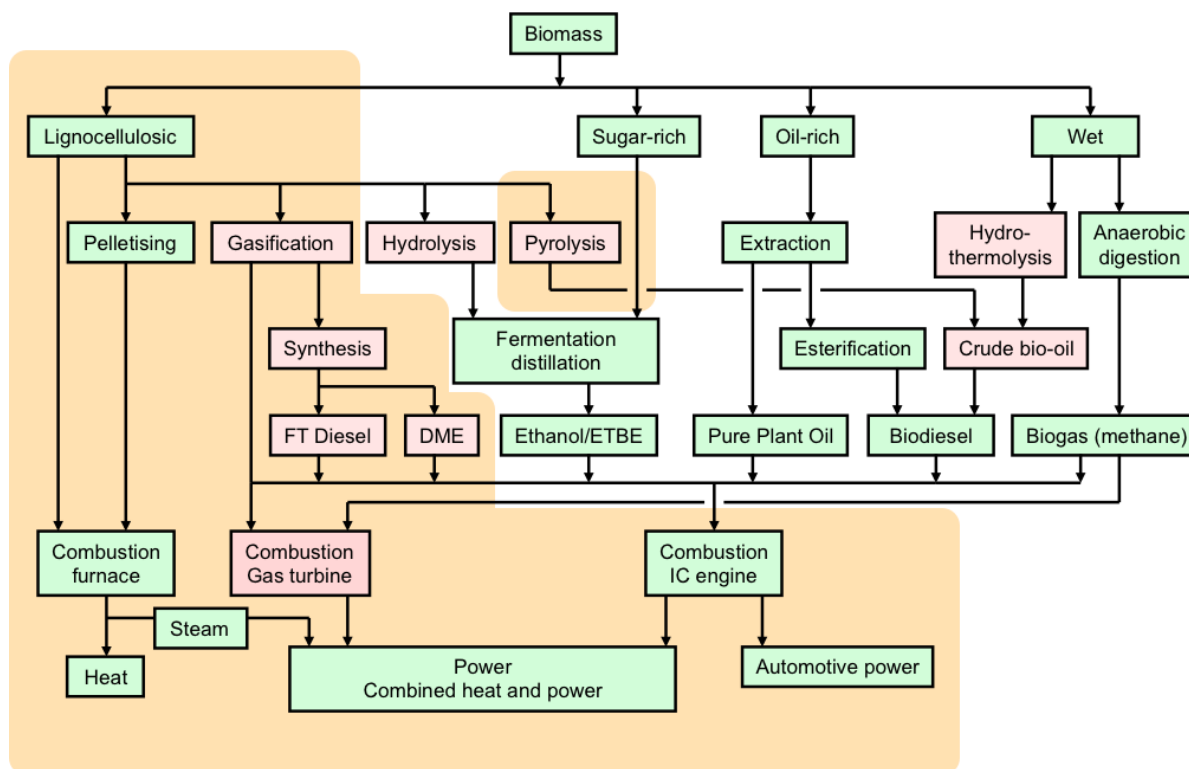 Biomass
Lignocellulosic
Sugar-rich
Oil-rich
Wet
Pelletising
Gasification
Hydrolysis
Pyrolysis
Extraction
Hydro-
thermolysis
Anaerobic
digestion
Synthesis
Fermentation
distillation
Esterification
Crude bio-oil
FT Diesel
DME
Ethanol/ETBE
Pure Plant Oil
Biodiesel
Biogas (methane)
Combustion
furnace
Combustion
Gas turbine
Combustion
IC engine
Steam
Heat
Power
Combined heat and power
Automotive power